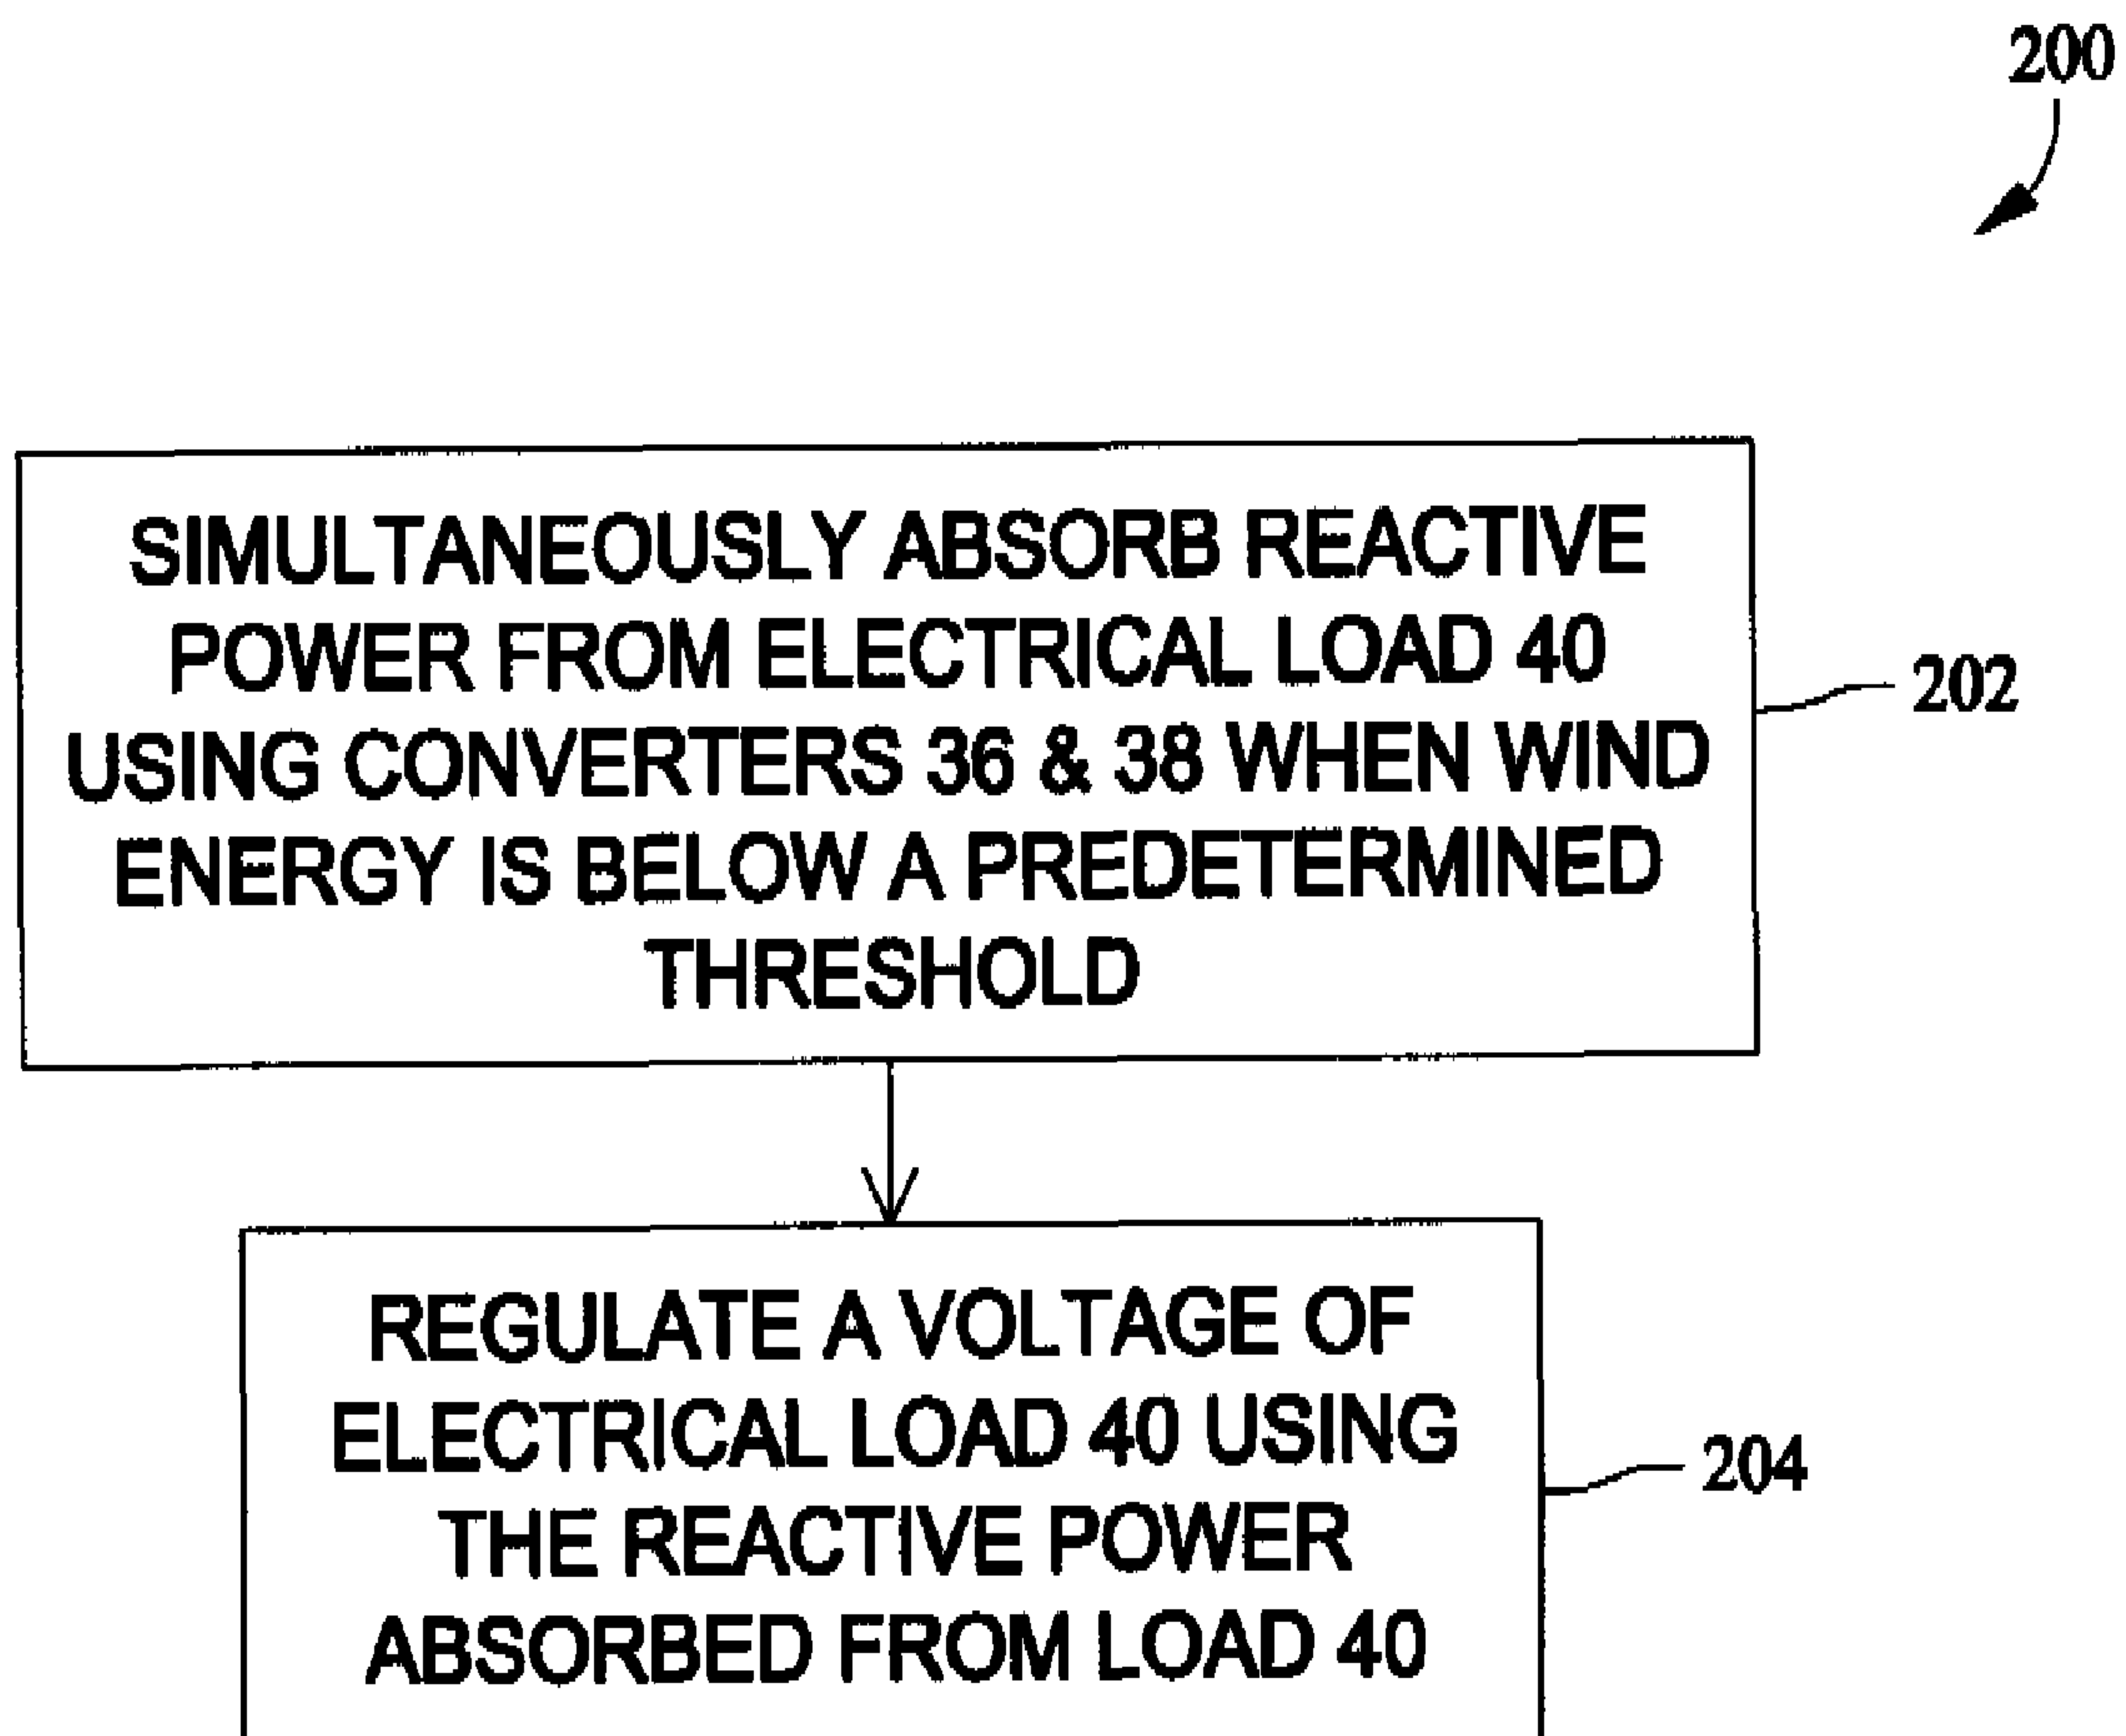 200
SIMULTANEOUSLY ABSORB REACTIVE
POWER FROM ELECTRICAL LOAD 40
USING CONVERTERS 36 & 38 WHEN WIND
ENERGY IS BELOW A PREDETERMINED
THRESHOLD
202
REGULATE A VOLTAGE OF
ELECTRICAL LOAD 40 USING
THE REACTIVE POWER
ABSORBED FROM LOAD 40
204